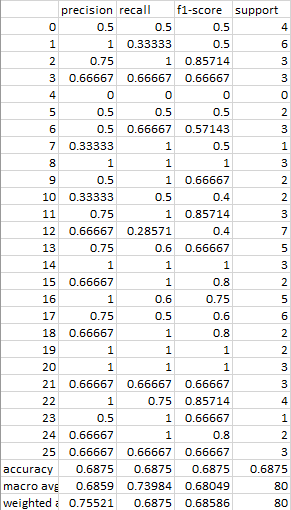 precision recall f1-score support
0 0.5 0.5 0.5 4
1 1 0.33333 0.5 6
2 0.75 1 0.85714 3
3 0.66667 0.66667 0.66667 3
4 0 0 0 0
5 0.5 0.5 0.5 2
6 0.5 0.66667 0.57143 3
7 0.33333 1 0.5 1
8 1 1 1 3
9 0.5 1 0.66667 2
10 0.33333 0.5 0.4 2
11 0.75 1 0.85714 3
12 0.66667 0.28571 0.4 7
13 0.75 0.6 0.66667 5
14 1 1 1 3
15 0.66667 1 0.8 2
16 1 0.6 0.75 5
17 0.75 0.5 0.6 6
18 0.66667 1 0.8 2
19 1 1 1 2
20 1 1 1 3
21 0.66667 0.66667 0.66667 3
22 1 0.75 0.85714 4
23 0.5 1 0.66667 1
24 0.66667 1 0.8 2
25 0.66667 0.66667 0.66667 3
accuracy 0.6875 0.6875 0.6875 0.6875
macro avg 0.6859 0.73984 0.68049 80
weighted a 0.75521 0.6875 0.68586 80